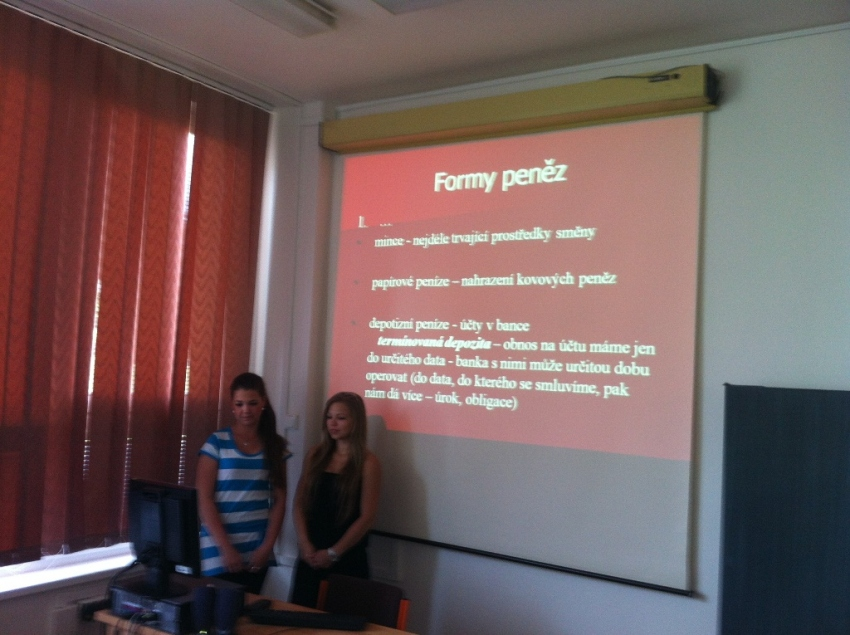 Formy peněz
I. ...
mince - nejdéle trvající prostředky směny
papírové peníze – nahrazení kovových peněz
depotizní peníze - účty v bance
termínovaná depozita – obnos na účtu máme jen
do určitého data - banka s nimi může určitou dobu
operovat (do data, do kterého se smluvíme, pak
nám dá více – úrok, obligace)